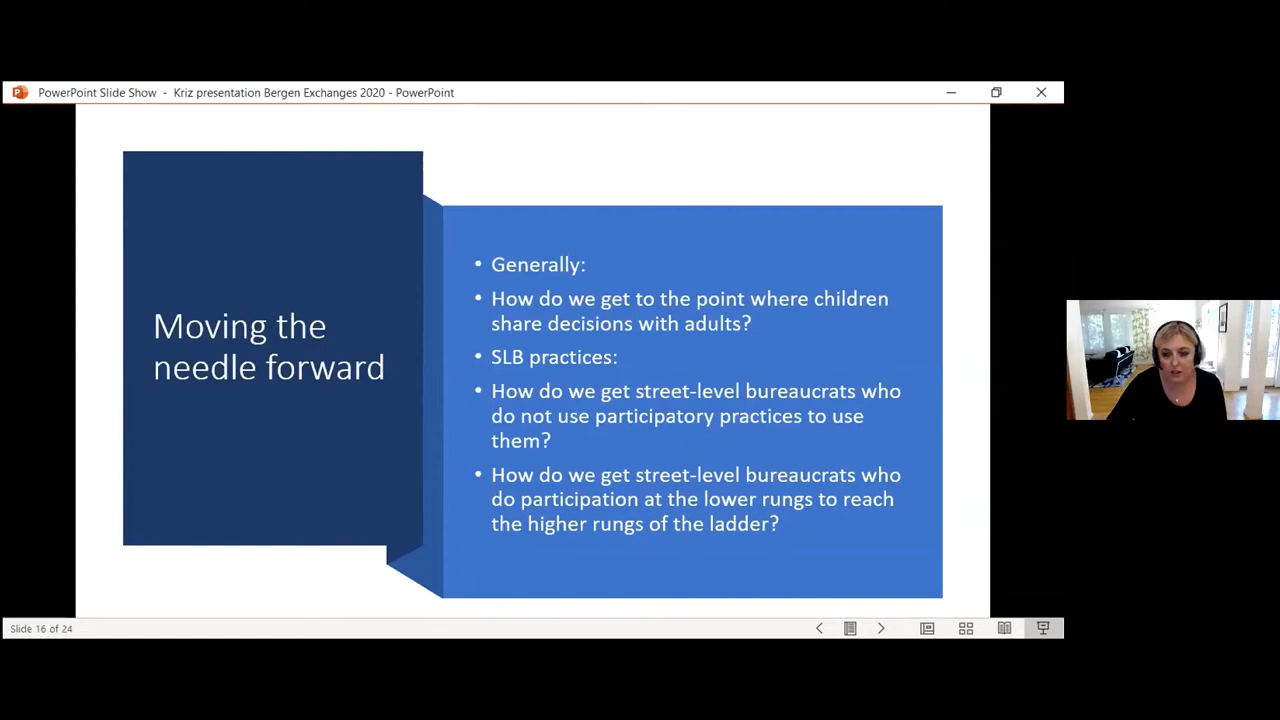 PowerPoint Slide Show - Kriz presentation Bergen Exchanges 2020 - PowerPoint
Moving the
needle forward
• Generally:
• How do we get to the point where children
share decisions with adults?
• SLB practices:
• How do we get street-level bureaucrats who
do not use participatory practices to use
them?
• How do we get street-level bureaucrats who
do participation at the lower rungs to reach
the higher rungs of the ladder?
Slide 16 of 24